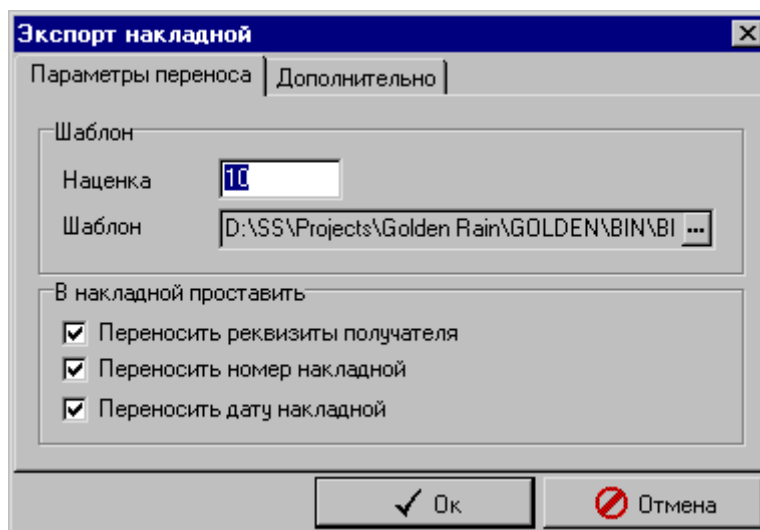 Экспорт накладной
Параметры переноса Дополнительно
Шаблон
Наценка 10
Шаблон D:\SS\Projects\Golden Rain\GOLDEN\BIN\BI ...
В накладной проставить
Переносить реквизиты получателя
Переносить номер накладной
Переносить дату накладной
Ок Отмена